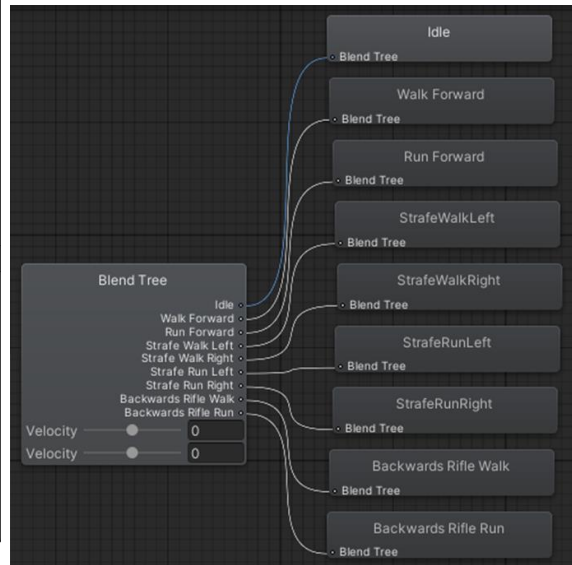 Idle
Blend Tree
Walk Forward
Blend Tree
Run Forward
Blend Tree
StrafeWalkLeft
Blend Tree
StrafeWalkRight
Blend Tree
StrafeRunLeft
Blend Tree
StrafeRunRight
Blend Tree
Backwards Rifle Walk
Blend Tree
Backwards Rifle Run
Blend Tree
Blend Tree
Idle
Walk Forward
Run Forward
Strafe Walk Left
Strafe Walk Right
Strafe Run Left
Strafe Run Right
Backwards Rifle Walk
Backwards Rifle Run
Velocity 0
Velocity 0